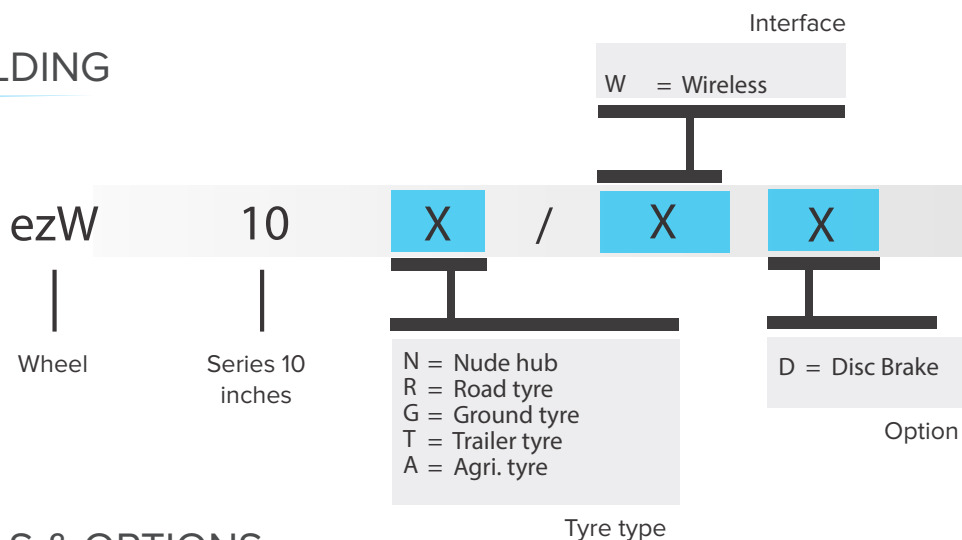 Interface
LDING
W = Wireless
ezW 10 X / X X
Wheel
Series 10
inches
N = Nude hub
R = Road tyre
G = Ground tyre
T = Trailer tyre
A = Agri. tyre
D = Disc Brake
Option
Tyre type
S & OPTIONS